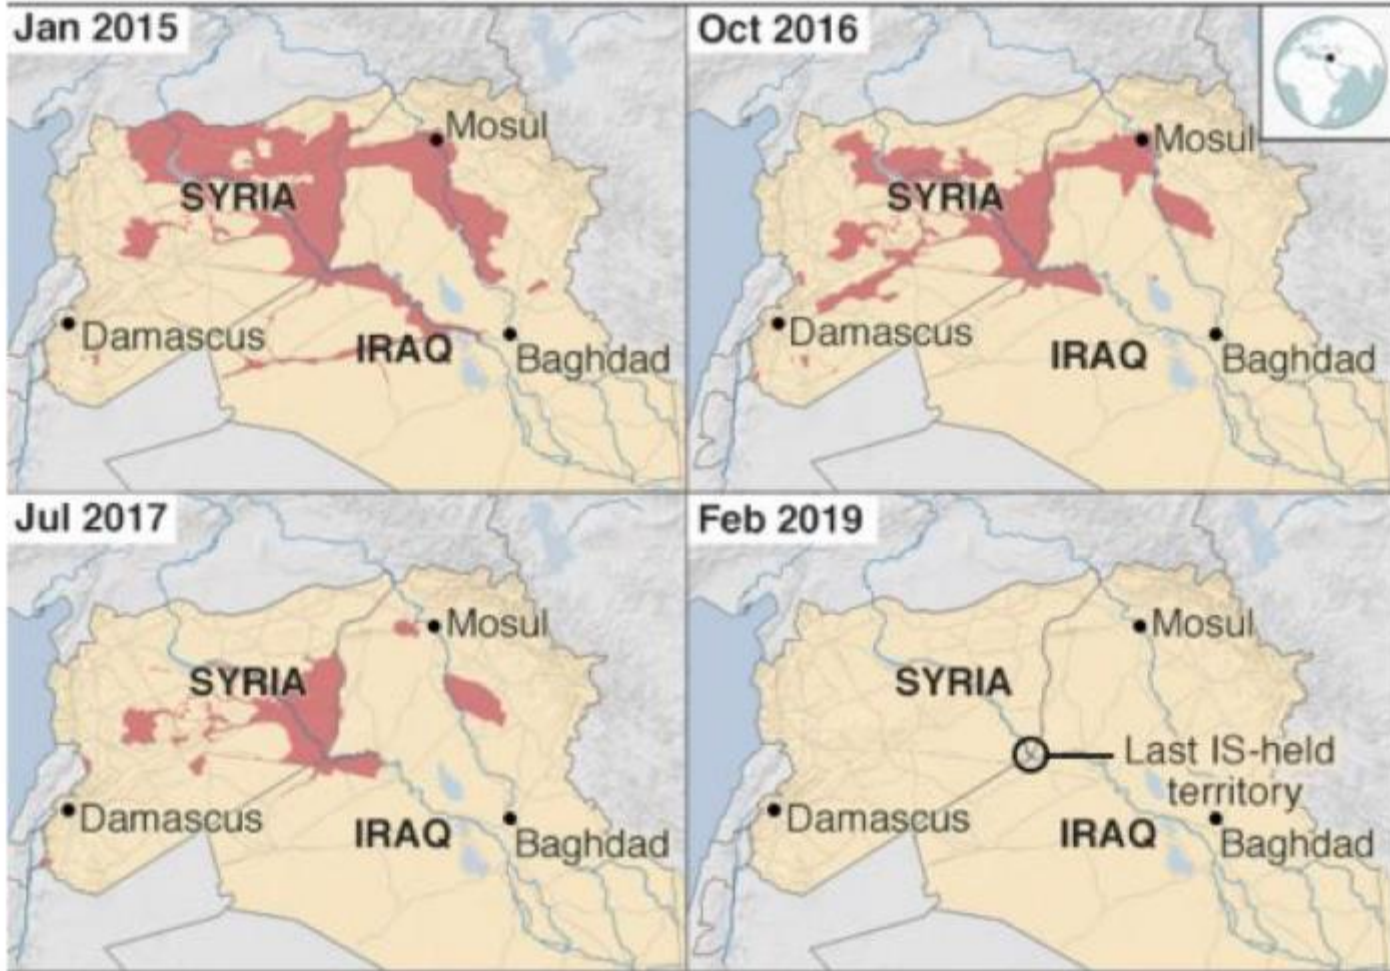 Jan 2015
Mosul
SYRIA
Damascus
IRAQ
Baghdad
Oct 2016
Mosul
SYRIA
Damascus
IRAQ
Baghdad
Jul 2017
Mosul
SYRIA
Damascus
IRAQ
Baghdad
Feb 2019
Mosul
SYRIA
Last IS-held
territory
Damascus
IRAQ
Baghdad